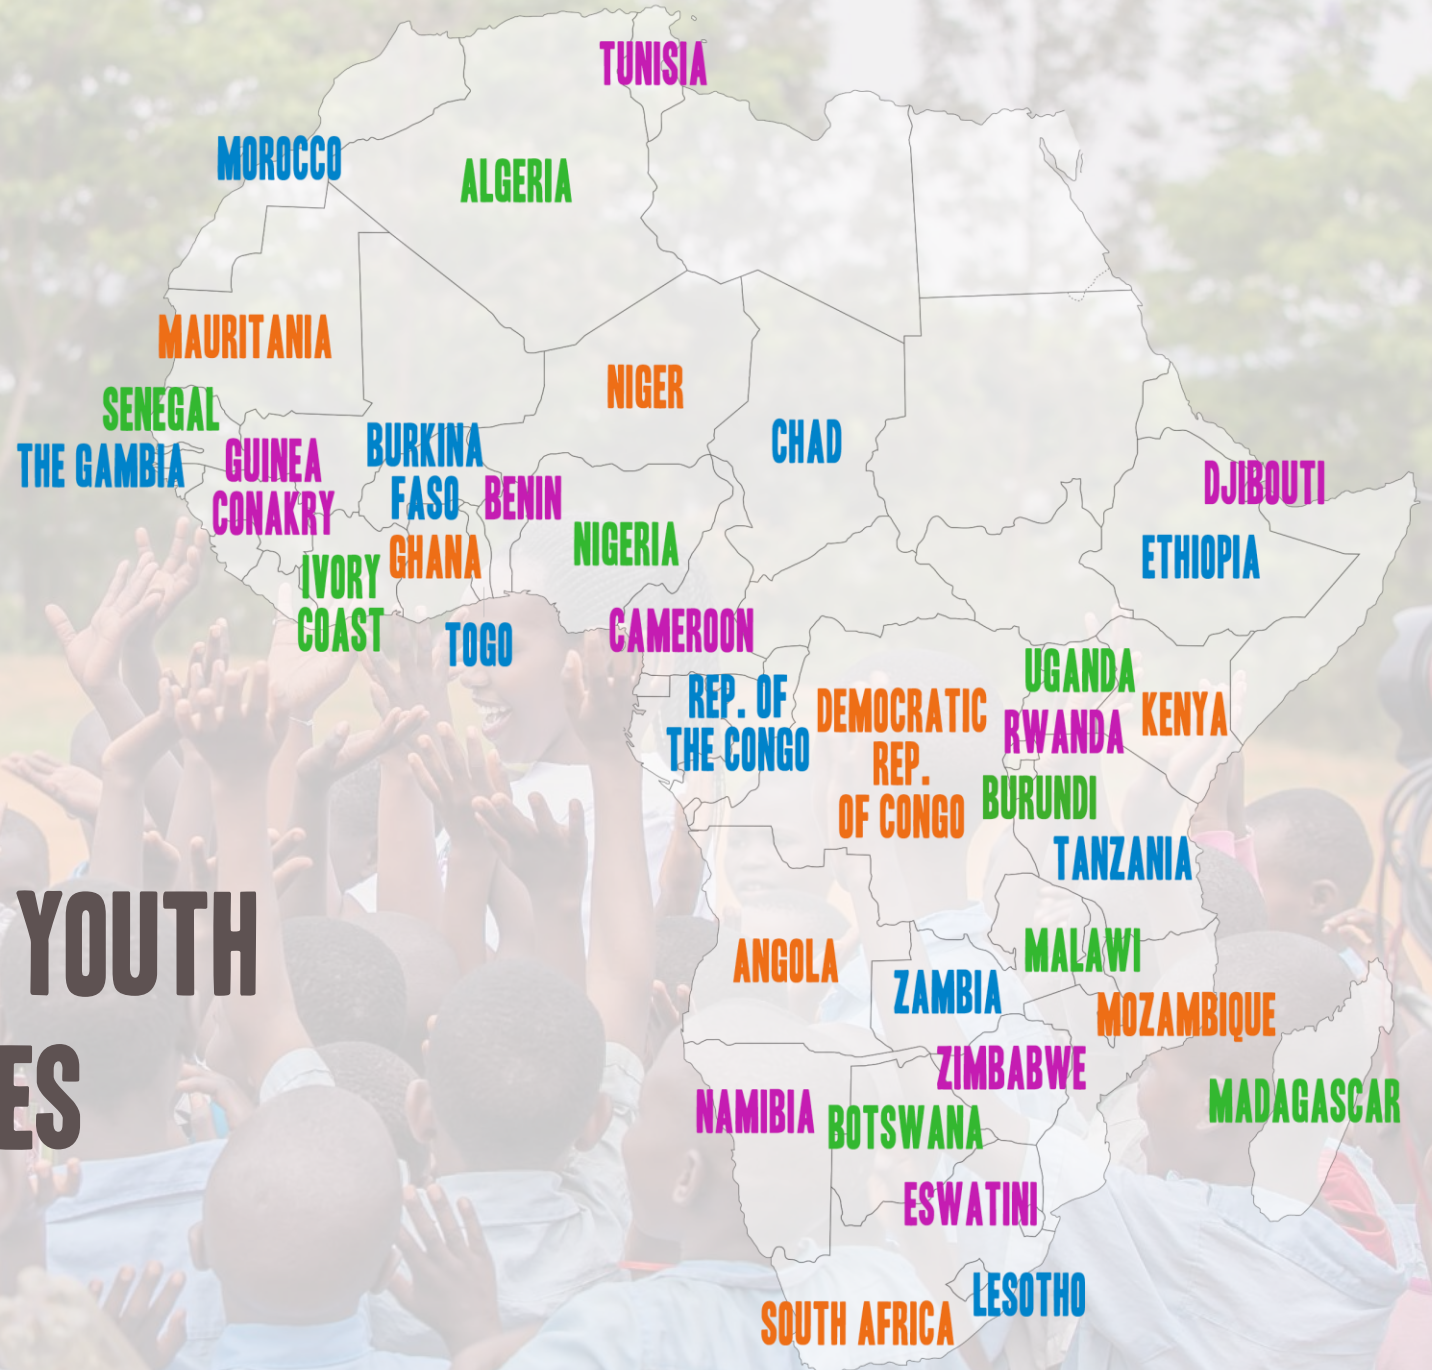 TUNISIA
MOROCCO
ALGERIA
MAURITANIA
NIGER
SENEGAL
THE GAMBIA
GUINEA
CONAKRY
BURKINA
FASO
BENIN
CHAD
DJIBOUTI
NIGERIA
GHANA
ETHIOPIA
IVORY
COAST
TOGO
CAMEROON
UGANDA
REP. OF
THE CONGO
DEMOCRATIC
REP.
OF CONGO
RWANDA
KENYA
BURUNDI
TANZANIA
YOUTH
ES
ANGOLA
ZAMBIA
MALAWI
MOZAMBIQUE
ZIMBABWE
NAMIBIA
BOTSWANA
MADAGASCAR
ESWATINI
LESOTHO
SOUTH AFRICA